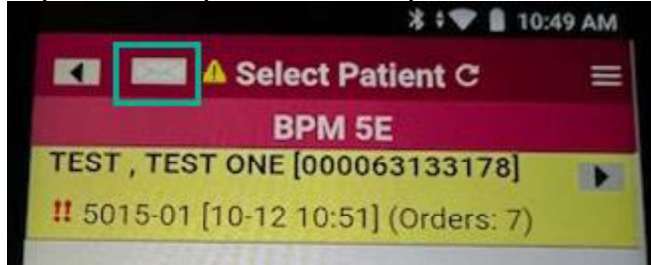 10:49 AM
Select Patient
BPM 5E
TEST , TEST ONE [000063133178]
!! 5015-01 [10-12 10:51] (Orders: 7)